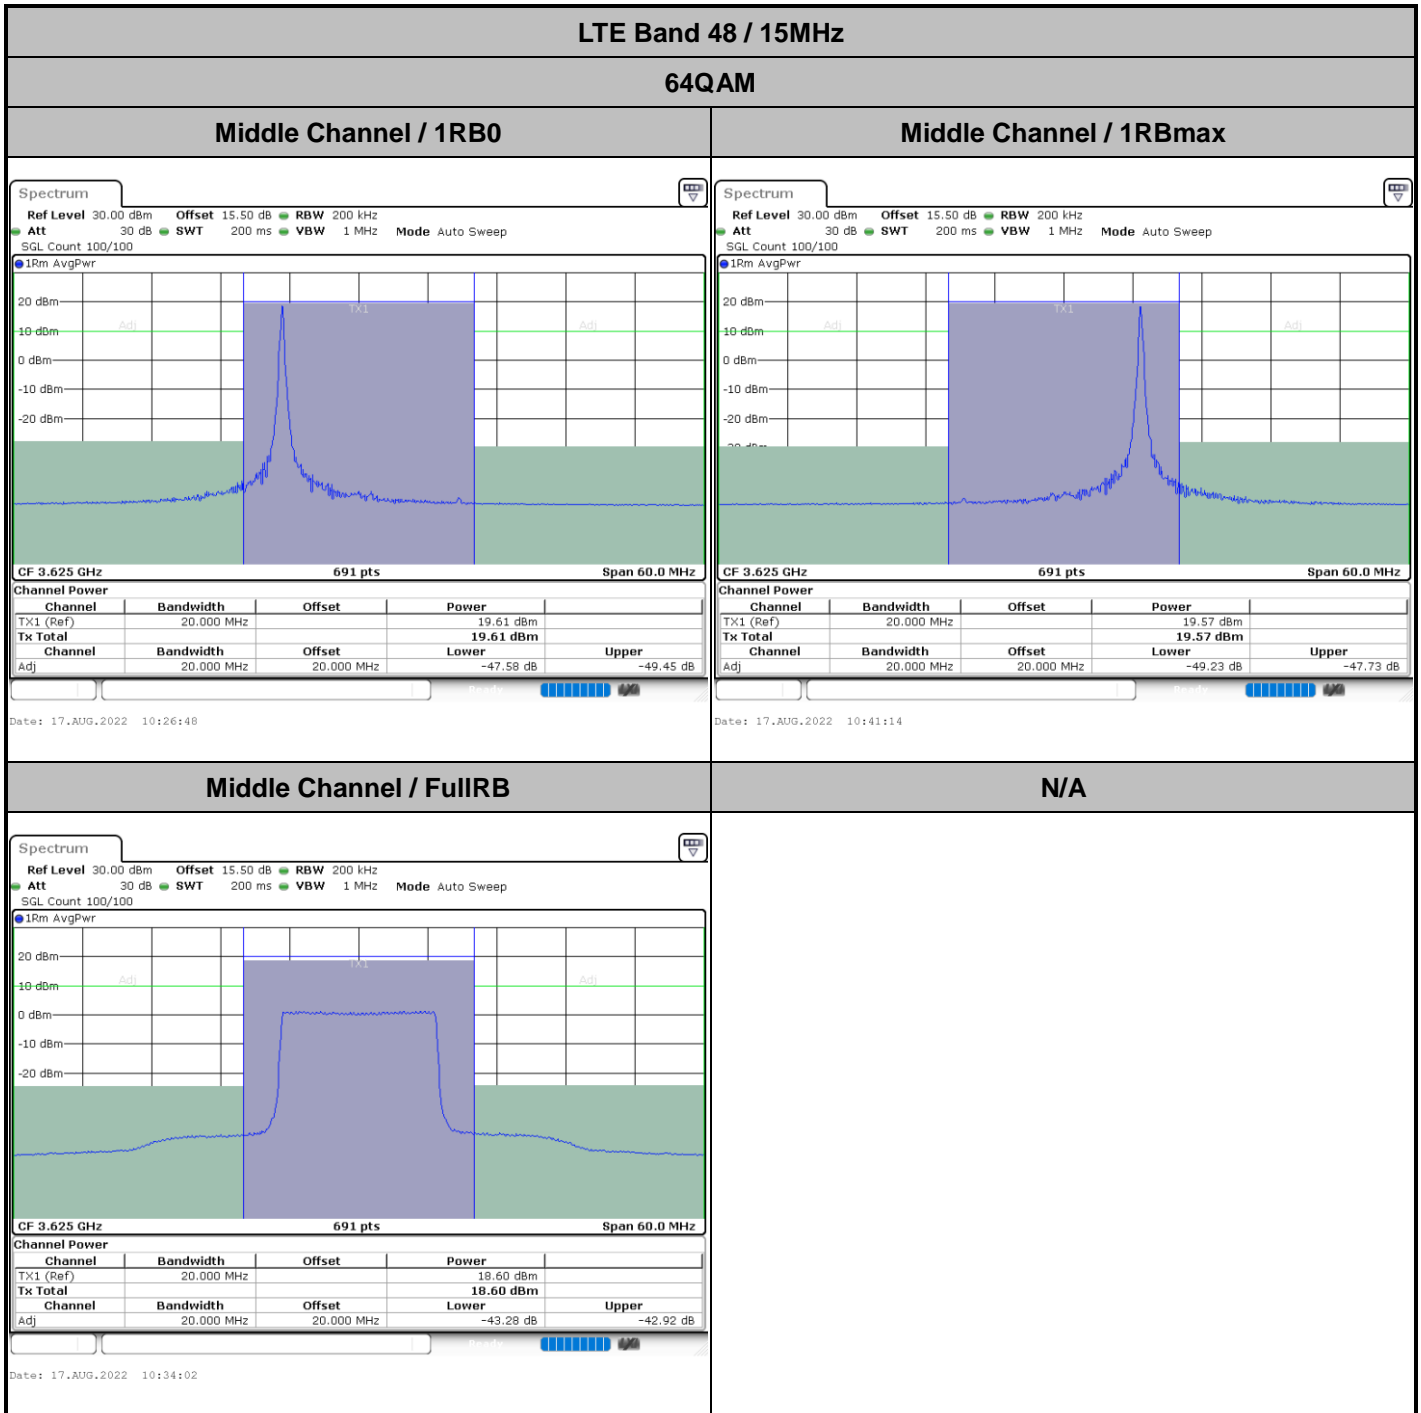 LTE Band 48 / 15MHz
64QAM
Middle Channel / 1RB0
Middle Channel / 1RBmax
Spectrum
Ref Level 30.00 dBm Offset 15.50 dB RBW 200 kHz
Att 30 dB SWT 200 ms VBW 1 MHz Mode Auto Sweep
SGL Count 100/100
1Rm AvgPwr
TX1
20 dBm
Adj Adj
10 dBm
0 dBm
-10 dBm
-20 dBm
CF 3.625 GHz 691 pts Span 60.0 MHz
Channel Power
Channel Bandwidth Offset Power
TX1 (Ref) 20.000 MHz 19.61 dBm
Tx Total 19.61 dBm
Channel Bandwidth Offset Lower Upper
Adj 20.000 MHz 20.000 MHz -47.58 dB -49.45 dB
Ready
Date: 17.AUG.2022 10:26:48
Spectrum
Ref Level 30.00 dBm Offset 15.50 dB RBW 200 kHz
Att 30 dB SWT 200 ms VBW 1 MHz Mode Auto Sweep
SGL Count 100/100
1Rm AvgPwr
TX1
20 dBm
Adj Adj
10 dBm
0 dBm
-10 dBm
-20 dBm
CF 3.625 GHz 691 pts Span 60.0 MHz
Channel Power
Channel Bandwidth Offset Power
TX1 (Ref) 20.000 MHz 19.57 dBm
Tx Total 19.57 dBm
Channel Bandwidth Offset Lower Upper
Adj 20.000 MHz 20.000 MHz -49.23 dB -47.73 dB
Ready
Date: 17.AUG.2022 10:41:14
Middle Channel / FullRB
N/A
Spectrum
Ref Level 30.00 dBm Offset 15.50 dB RBW 200 kHz
Att 30 dB SWT 200 ms VBW 1 MHz Mode Auto Sweep
SGL Count 100/100
1Rm AvgPwr
20 dBm
TX1
Adj Adj
10 dBm
0 dBm
-10 dBm
-20 dBm
CF 3.625 GHz 691 pts Span 60.0 MHz
Channel Power
Channel Bandwidth Offset Power
TX1 (Ref) 20.000 MHz 18.60 dBm
Tx Total 18.60 dBm
Channel Bandwidth Offset Lower Upper
Adj 20.000 MHz 20.000 MHz -43.28 dB -42.92 dB
Ready
Date: 17.AUG.2022 10:34:02